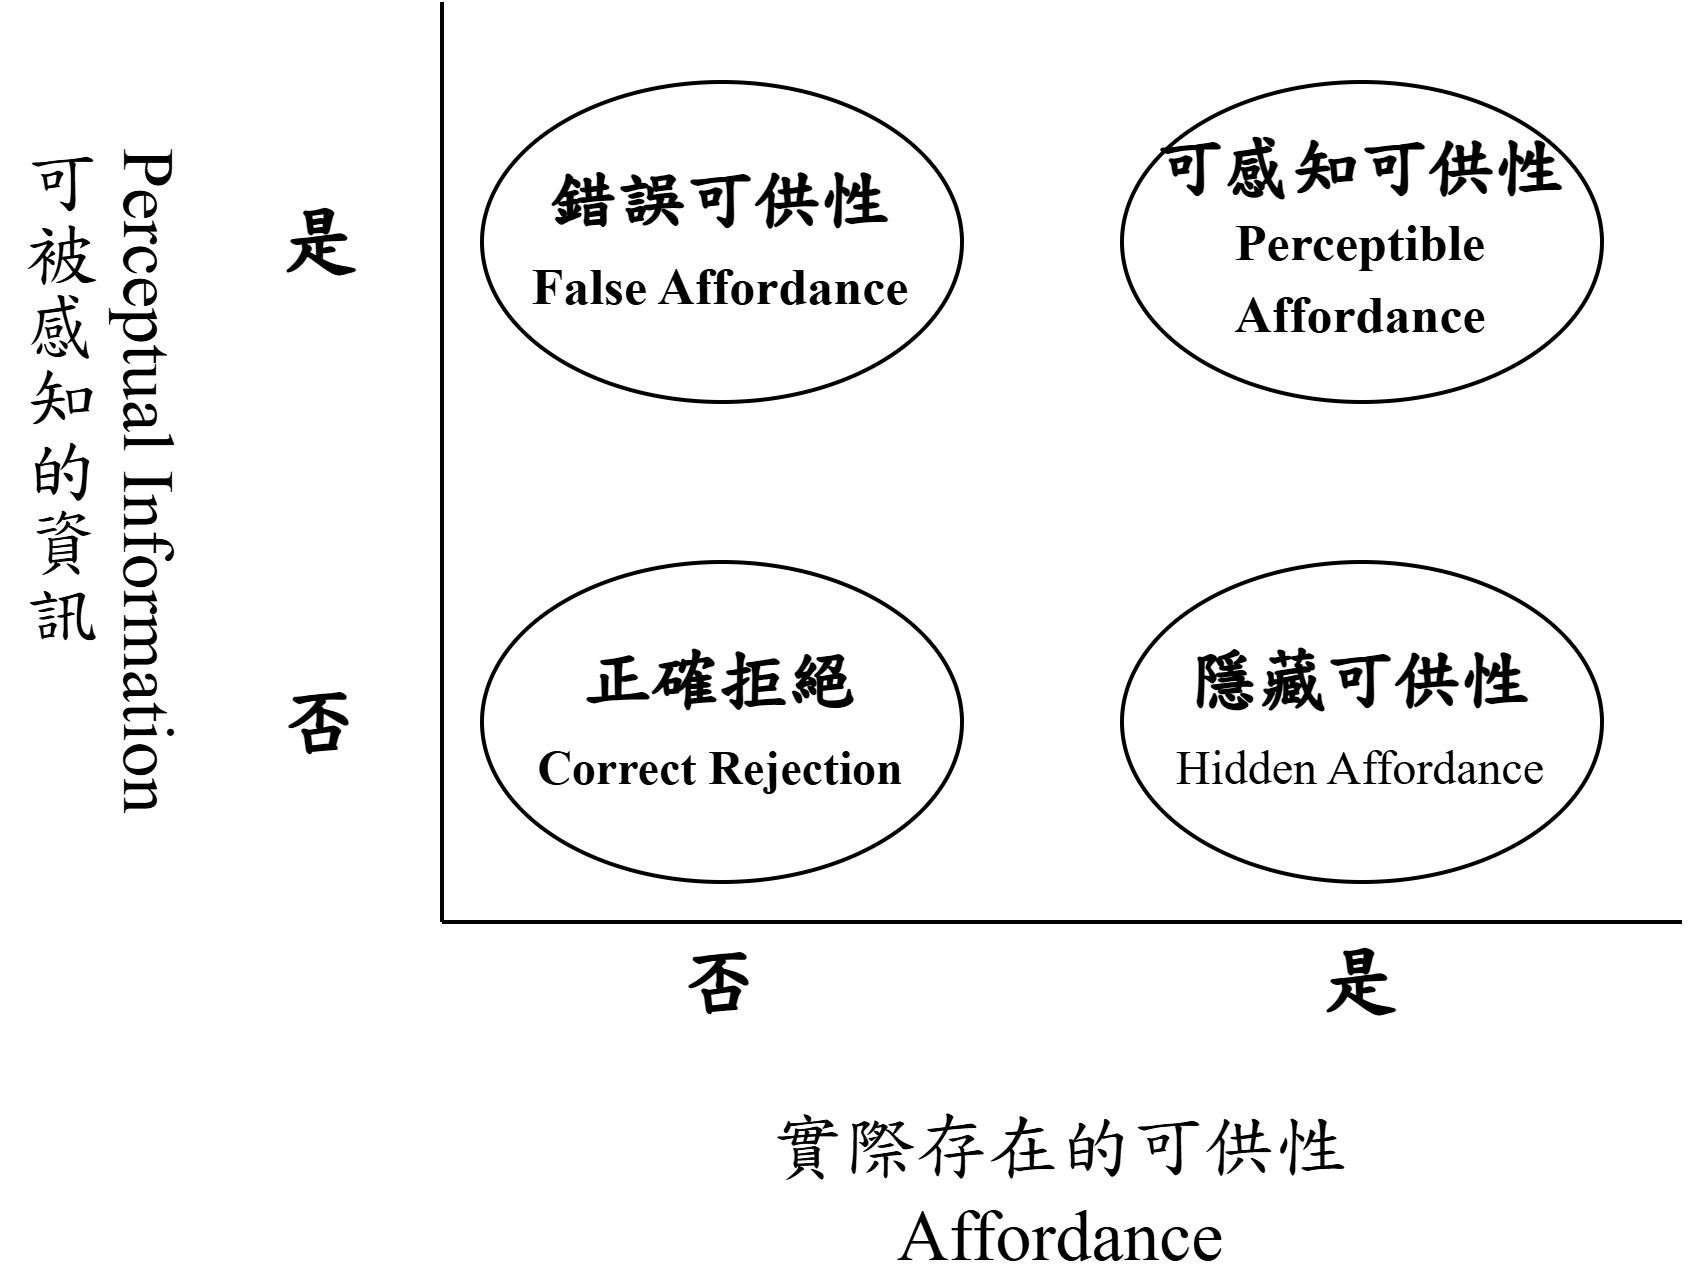 可被感知的資訊
Perceptual Information
是
錯誤可供性
False Affordance
可感知可供性
Perceptible
Affordance
否
正確拒絕
Correct Rejection
隱藏可供性
Hidden Affordance
否
是
實際存在的可供性
Affordance